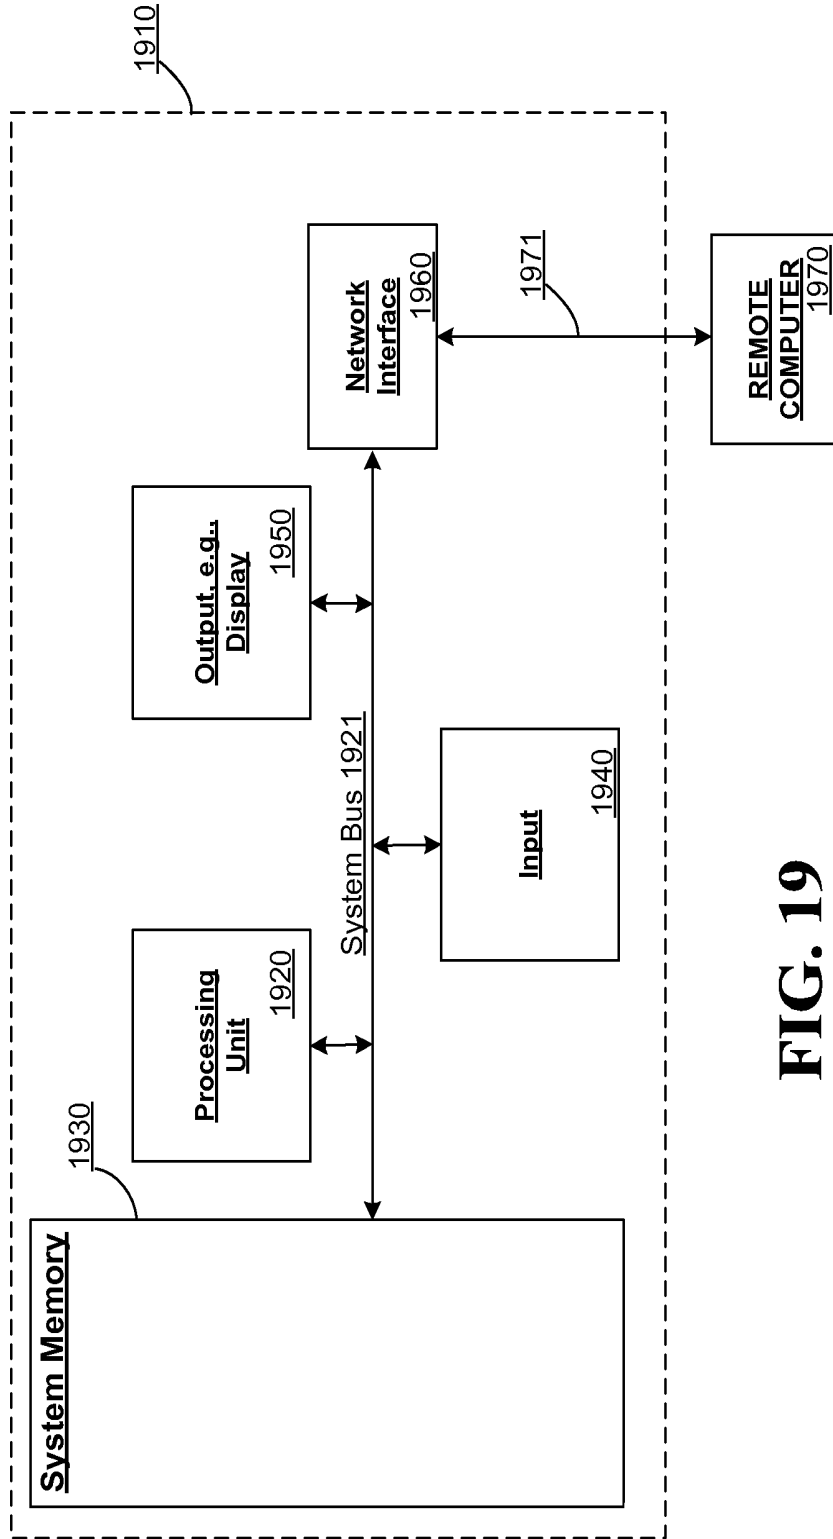 1910
System Memory
1930
Processing
Unit
1920
Output, e.g.,
Display
1950
System Bus 1921
Network
Interface
1960
Input
1940
1971
REMOTE
COMPUTER
1970
FIG. 19